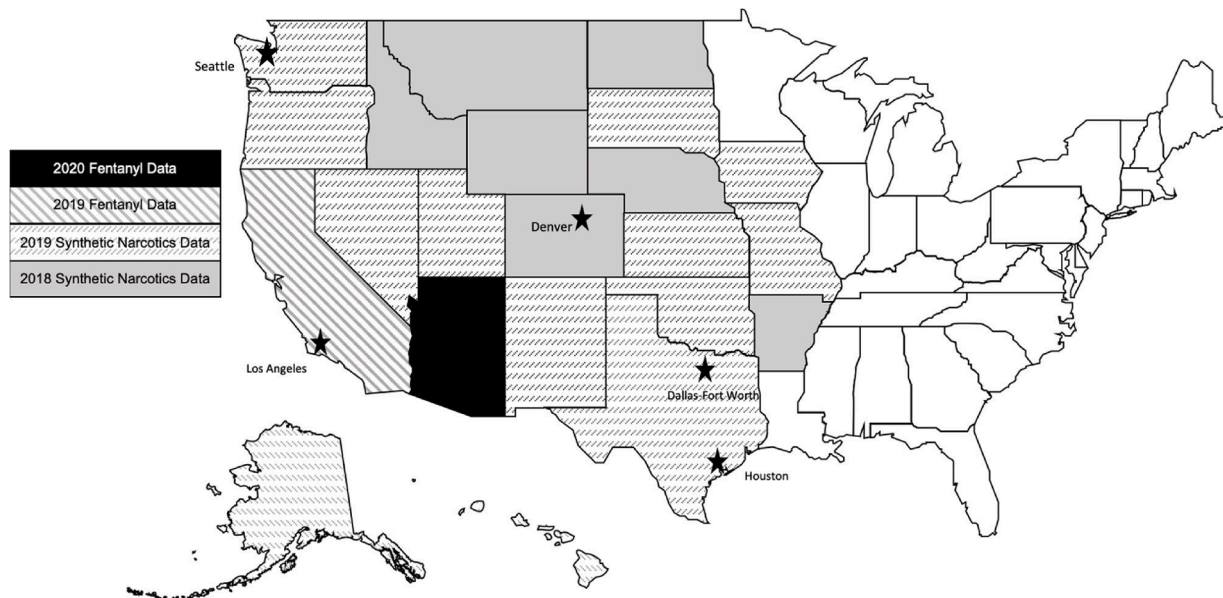 Seattle
2020 Fentanyl Data
2019 Fentanyl Data
2019 Synthetic Narcotics Data
2018 Synthetic Narcotics Data
Denver
Los Angeles
Dallas-Fort Worth
Houston